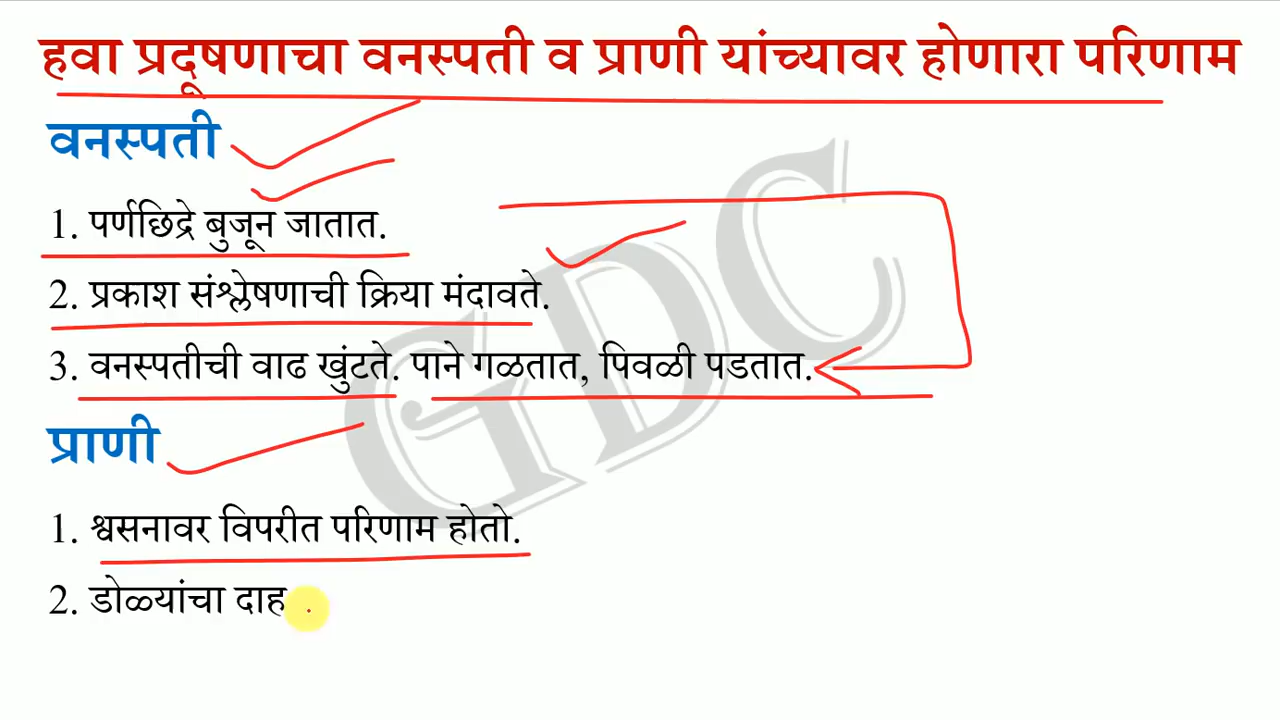 हवा प्रदूषणाचा वनस्पती व प्राणी यांच्यावर होणारा परिणाम
वनस्पती
1. पर्णछिद्रे बुजून जातात.
2. प्रकाश संश्लेषणाची क्रिया मंदावते.
3. वनस्पतीची वाढ खुंटते. पाने गळतात, पिवळी पडतात.
प्राणी
1. श्वसनावर विपरीत परिणाम होतो.
2. डोळ्यांचा दाह
GDC